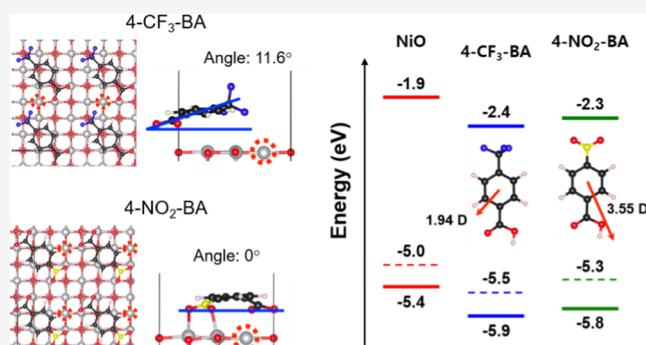 4-CF₃-BA
Angle: 11.6°
4-NO₂-BA
Angle: 0°
Energy (eV)
NiO
4-CF₃-BA
4-NO₂-BA
-1.9
-2.4
-2.3
1.94 D
3.55 D
-5.0
-5.5
-5.3
-5.4
-5.9
-5.8